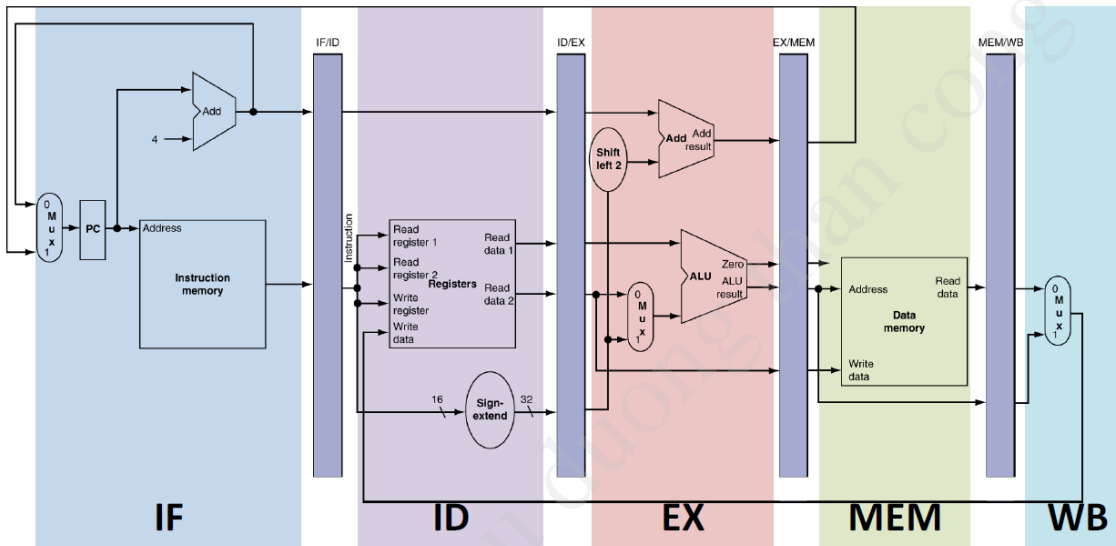 IF/ID
ID/EX
EX/MEM
MEM/WB
Add
4
Add
Add
result
Shift
left 2
0
M
u
x
1
PC
Address
Instruction
memory
Instruction
Read
register 1
Read
register 2
Registers
Write
register
Write
data
Read
data 1
Read
data 2
16
Sign-
extend
32
0
M
u
x
1
Zero
ALU
ALU
result
Address
Read
data
Data
memory
Write
data
0
M
u
x
1
IF
ID
EX
MEM
WB
duong than cong